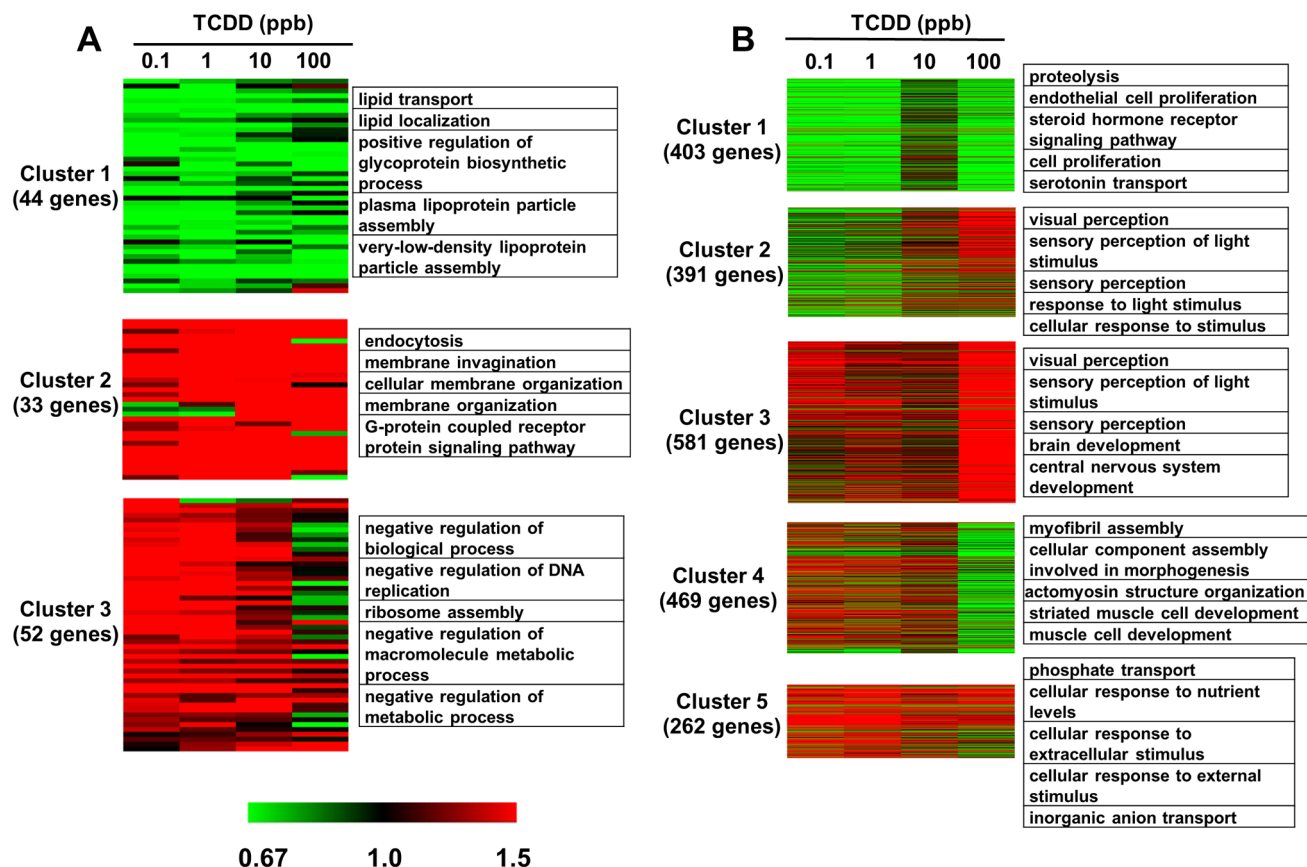 A
TCDD (ppb)
0.1 1 10 100
Cluster 1
(44 genes)
lipid transport
lipid localization
positive regulation of
glycoprotein biosynthetic
process
plasma lipoprotein particle
assembly
very-low-density lipoprotein
particle assembly
Cluster 2
(33 genes)
endocytosis
membrane invagination
cellular membrane organization
membrane organization
G-protein coupled receptor
protein signaling pathway
Cluster 3
(52 genes)
negative regulation of
biological process
negative regulation of DNA
replication
ribosome assembly
negative regulation of
macromolecule metabolic
process
negative regulation of
metabolic process
0.67 1.0 1.5
B
TCDD (ppb)
0.1 1 10 100
Cluster 1
(403 genes)
proteolysis
endothelial cell proliferation
steroid hormone receptor
signaling pathway
cell proliferation
serotonin transport
Cluster 2
(391 genes)
visual perception
sensory perception of light
stimulus
sensory perception
response to light stimulus
cellular response to stimulus
Cluster 3
(581 genes)
visual perception
sensory perception of light
stimulus
sensory perception
brain development
central nervous system
development
Cluster 4
(469 genes)
myofibril assembly
cellular component assembly
involved in morphogenesis
actomyosin structure organization
striated muscle cell development
muscle cell development
Cluster 5
(262 genes)
phosphate transport
cellular response to nutrient
levels
cellular response to
extracellular stimulus
cellular response to external
stimulus
inorganic anion transport